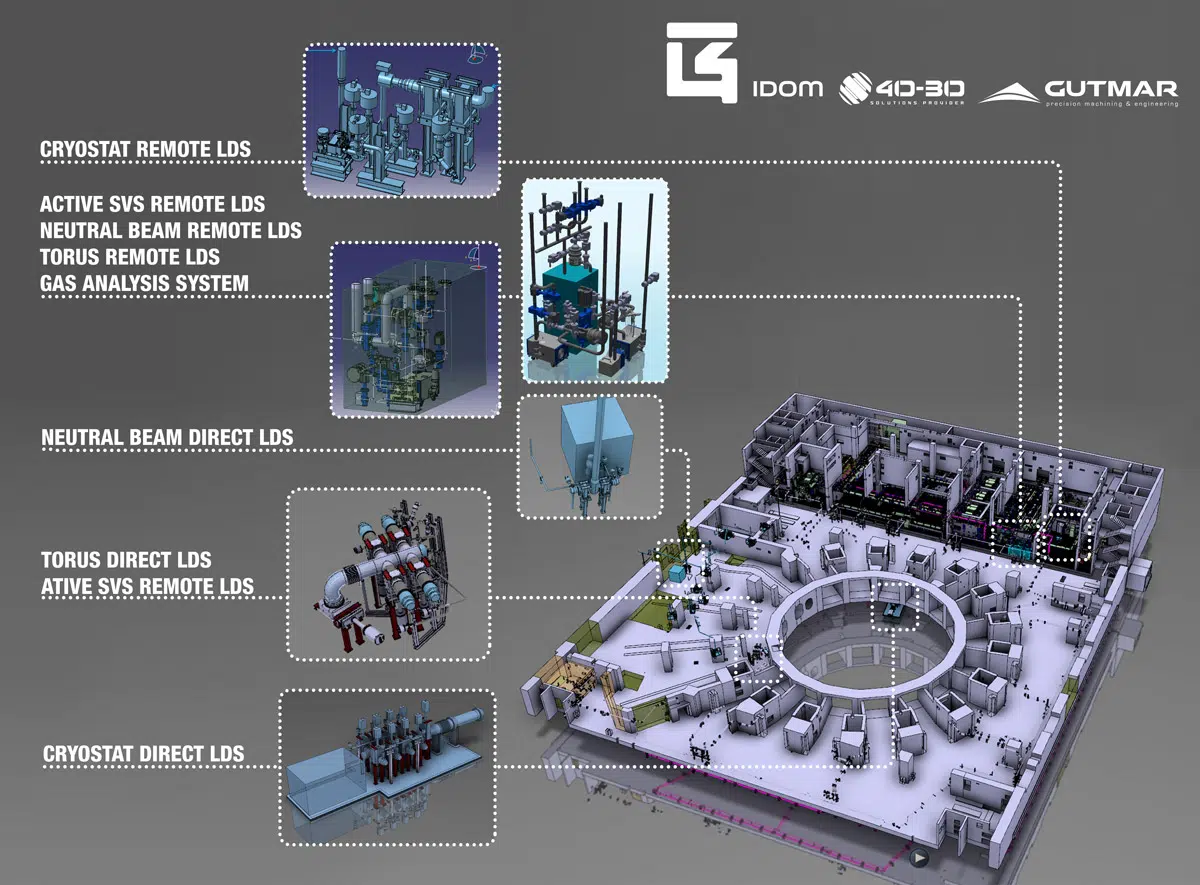 IDOM
40-30
SOLUTIONS PROVIDER
GUTMAR
precision machining & engineering
CRYOSTAT REMOTE LDS
ACTIVE SVS REMOTE LDS
NEUTRAL BEAM REMOTE LDS
TORUS REMOTE LDS
GAS ANALYSIS SYSTEM
NEUTRAL BEAM DIRECT LDS
TORUS DIRECT LDS
ATIVE SVS REMOTE LDS
CRYOSTAT DIRECT LDS